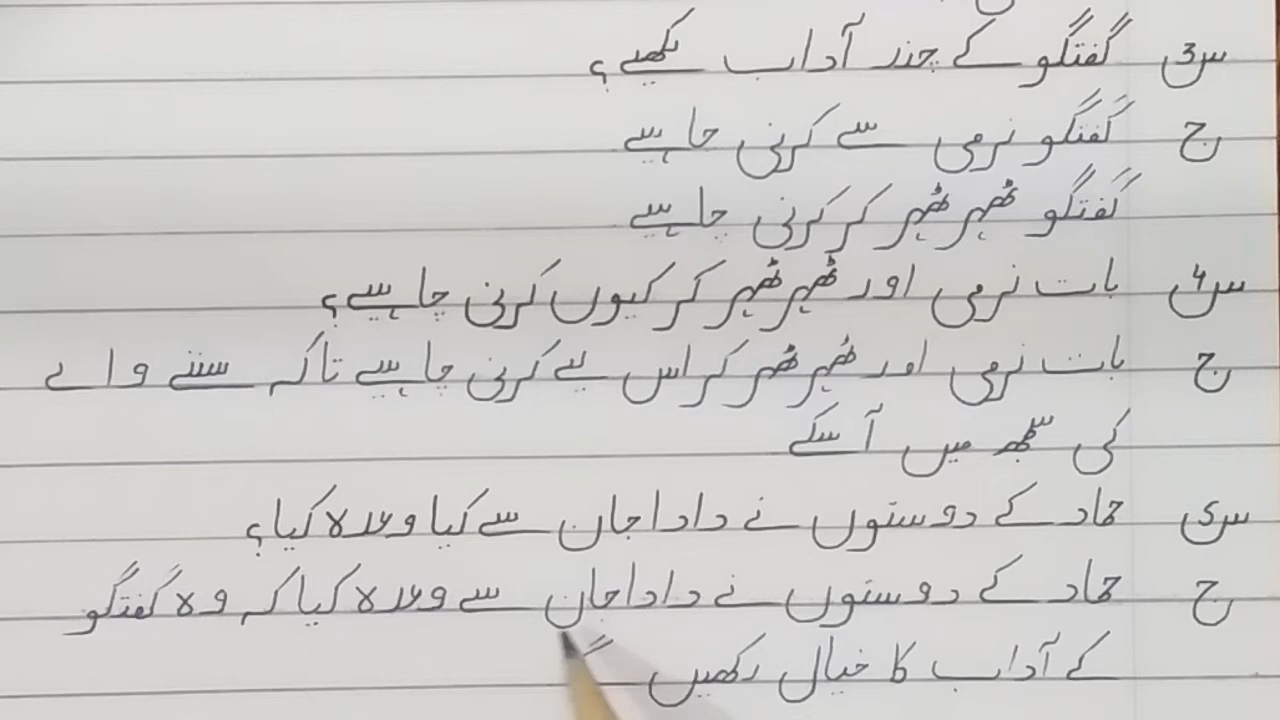 س3 گفتگو کے چند آداب لکھیے؟
ج گفتگو نرمی سے کرنی چاہیے
گفتگو ٹھہر ٹھہر کر کرنی چاہیے
س4 بات نرمی اور ٹھہر ٹھہر کر کیوں کرنی چاہیے؟
ج بات نرمی اور ٹھہر ٹھہر کر اس لیے کرنی چاہیے تاکہ سننے والے
کی سمجھ میں آسکے
س5 حماد کے دوستوں نے دادا جان سے کیا وعدہ کیا؟
ج حماد کے دوستوں نے دادا جان سے وعدہ کیا کہ وہ گفتگو
کے آداب کا خیال رکھیں گے